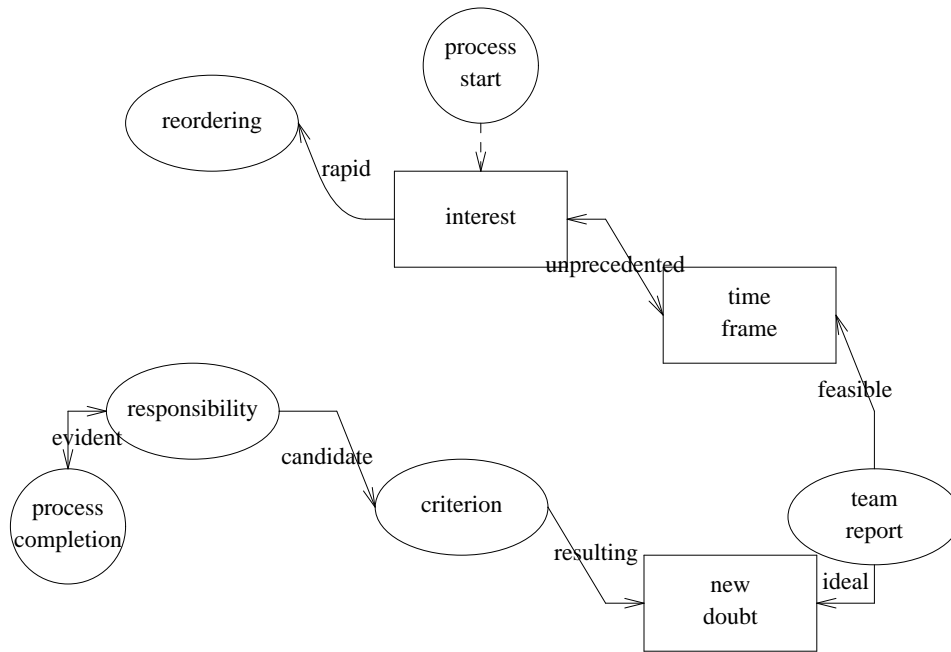 process
start
reordering
rapid
interest
unprecedented
time
frame
feasible
responsibility
evident
candidate
process
completion
criterion
team
report
resulting
new
doubt
ideal